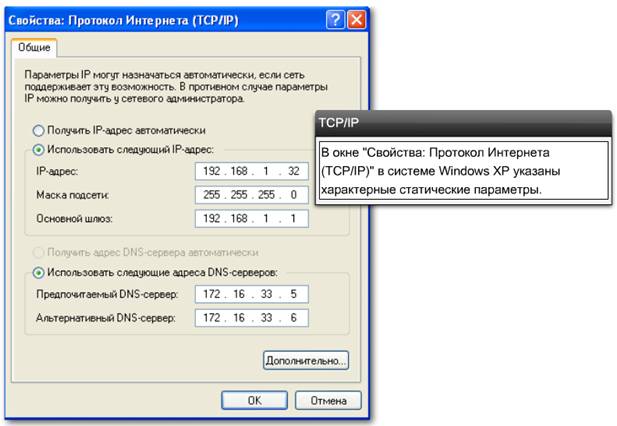 Свойства: Протокол Интернета (TCP/IP)
Общие
Параметры IP могут назначаться автоматически, если сеть
поддерживает эту возможность. В противном случае параметры
IP можно получить у сетевого администратора.
Получить IP-адрес автоматически
Использовать следующий IP-адрес:
IP-адрес: 192 . 168 . 1 . 32
Маска подсети: 255 . 255 . 255 . 0
Основной шлюз: 192 . 168 . 1 . 1
Получить адрес DNS-сервера автоматически
Использовать следующие адреса DNS-серверов:
Предпочитаемый DNS-сервер: 172 . 16 . 33 . 5
Альтернативный DNS-сервер: 172 . 16 . 33 . 6
Дополнительно...
OK Отмена
TCP/IP
В окне "Свойства: Протокол Интернета
(TCP/IP)" в системе Windows XP указаны
характерные статические параметры.